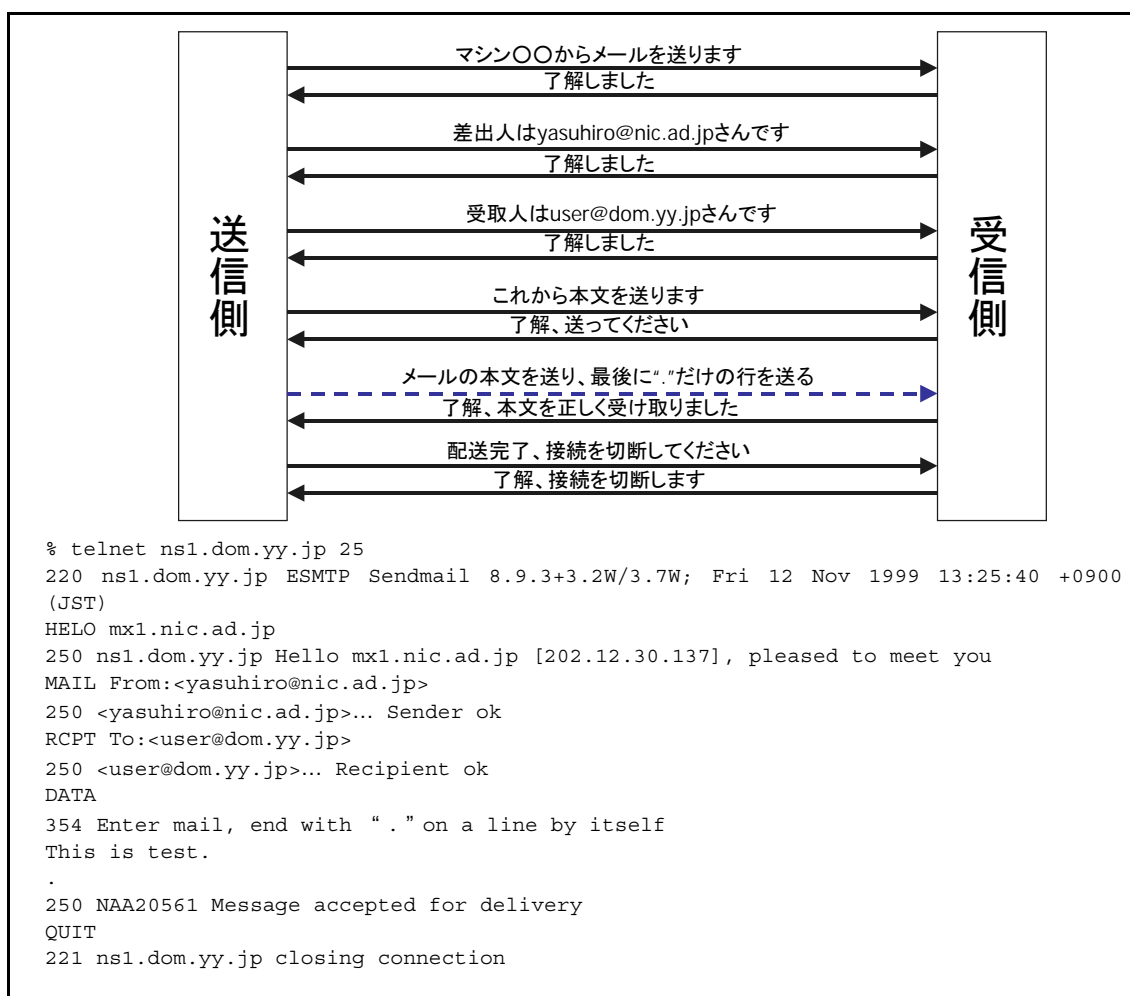 マシン〇〇からメールを送ります
了解しました
差出人はyasuhiro@nic.ad.jpさんです
了解しました
受取人はuser@dom.yy.jpさんです
了解しました
これから本文を送ります
了解、送ってください
メールの本文を送り、最後に“.”だけの行を送る
了解、本文を正しく受け取りました
配送完了、接続を切断してください
了解、接続を切断します
送信側
受信側
% telnet ns1.dom.yy.jp 25
220 ns1.dom.yy.jp ESMTP Sendmail 8.9.3+3.2W/3.7W; Fri 12 Nov 1999 13:25:40 +0900
(JST)
HELO mx1.nic.ad.jp
250 ns1.dom.yy.jp Hello mx1.nic.ad.jp [202.12.30.137], pleased to meet you
MAIL From:<yasuhiro@nic.ad.jp>
250 <yasuhiro@nic.ad.jp>… Sender ok
RCPT To:<user@dom.yy.jp>
250 <user@dom.yy.jp>… Recipient ok
DATA
354 Enter mail, end with “.”on a line by itself
This is test.
.
250 NAA20561 Message accepted for delivery
QUIT
221 ns1.dom.yy.jp closing connection